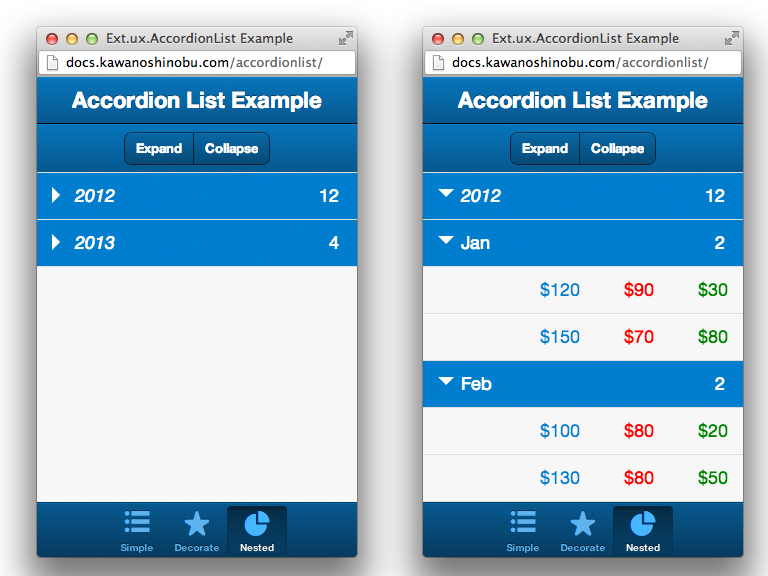 Ext.ux.AccordionList Example
docs.kawanoshinobu.com/accordionlist/
Accordion List Example
Expand Collapse
2012 12
2013 4
Simple Decorate Nested
Ext.ux.AccordionList Example
docs.kawanoshinobu.com/accordionlist/
Accordion List Example
Expand Collapse
2012 12
Jan 2
$120 $90 $30
$150 $70 $80
Feb 2
$100 $80 $20
$130 $80 $50
Simple Decorate Nested